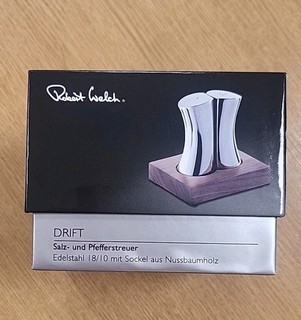 Robert Welch.
DRIFT
Salz- und Pfefferstreuer
Edelstahl 18/10 mit Sockel aus Nussbaumholz